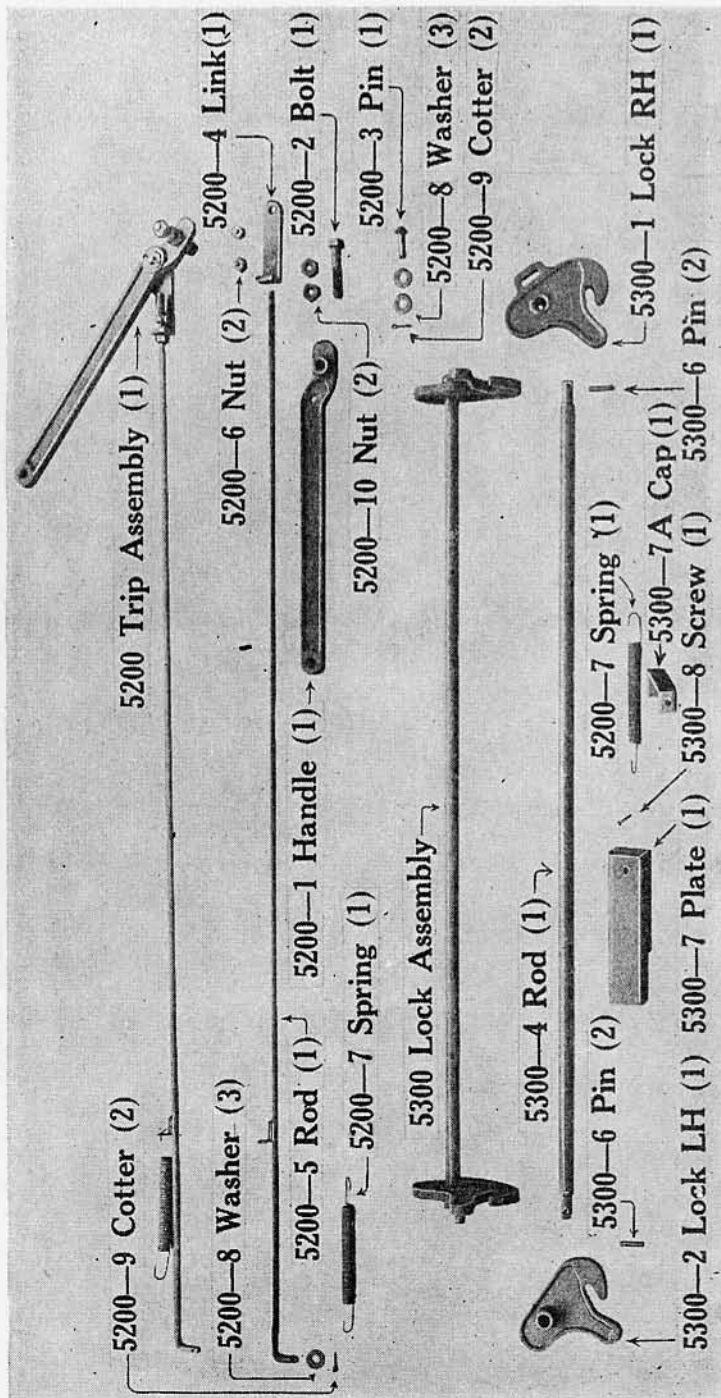 5200—4 Link(1)
5200—2 Bolt (1)
5200—3 Pin (1)
5200—8 Washer (3)
5200—9 Cotter (2)
5300—1 Lock RH (1)
5200 Trip Assembly (1)
5200—6 Nut (2)
5200—10 Nut (2)
5300—6 Pin (2)
5200—7 Spring (1)
5300—7A Cap (1)
5300—8 Screw (1)
5200—1 Handle (1)
5300 Lock Assembly
5300—4 Rod (1)
5300—7 Plate (1)
5200—9 Cotter (2)
5200—8 Washer (3)
5200—5 Rod (1)
5200—7 Spring (1)
5300—6 Pin (2)
5300—2 Lock LH (1)